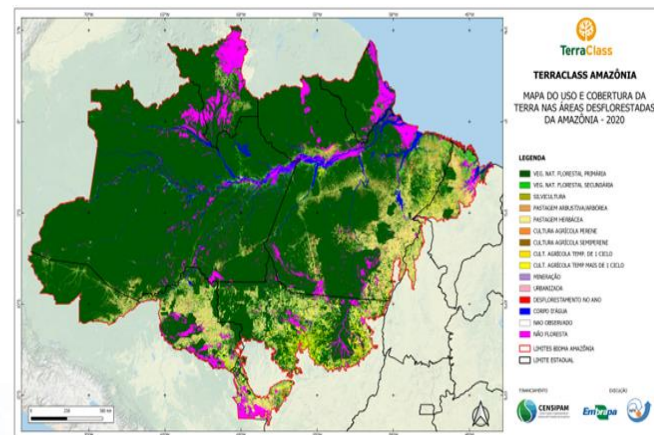 TerraClass
TERRACLASS AMAZÔNIA
MAPA DO USO E COBERTURA DA
TERRA NAS ÁREAS DESFLORESTADAS
DA AMAZÔNIA - 2020
LEGENDA
VEG. NAT. FLORESTAL PRIMÁRIA
VEG. NAT. FLORESTAL SECUNDÁRIA
SILVICULTURA
PASTAGEM ARBUSTIVA/ARBÓREA
PASTAGEM HERBÁCEA
CULTURA AGRÍCOLA PERENE
CULTURA AGRÍCOLA SEMIPERENE
CULT. AGRÍCOLA TEMP. DE 1 CICLO
CULT. AGRÍCOLA TEMP MAIS DE 1 CICLO
MINERAÇÃO
URBANIZADA
DESFLORESTAMENTO NO ANO
CORPO D'ÁGUA
NAO OBSERVADO
NÃO FLORESTA
LIMITES BIOMA AMAZÔNIA
LIMITE ESTADUAL
FINANCIAMENTO
EXECUÇÃO
CENSIPAM
Embrapa